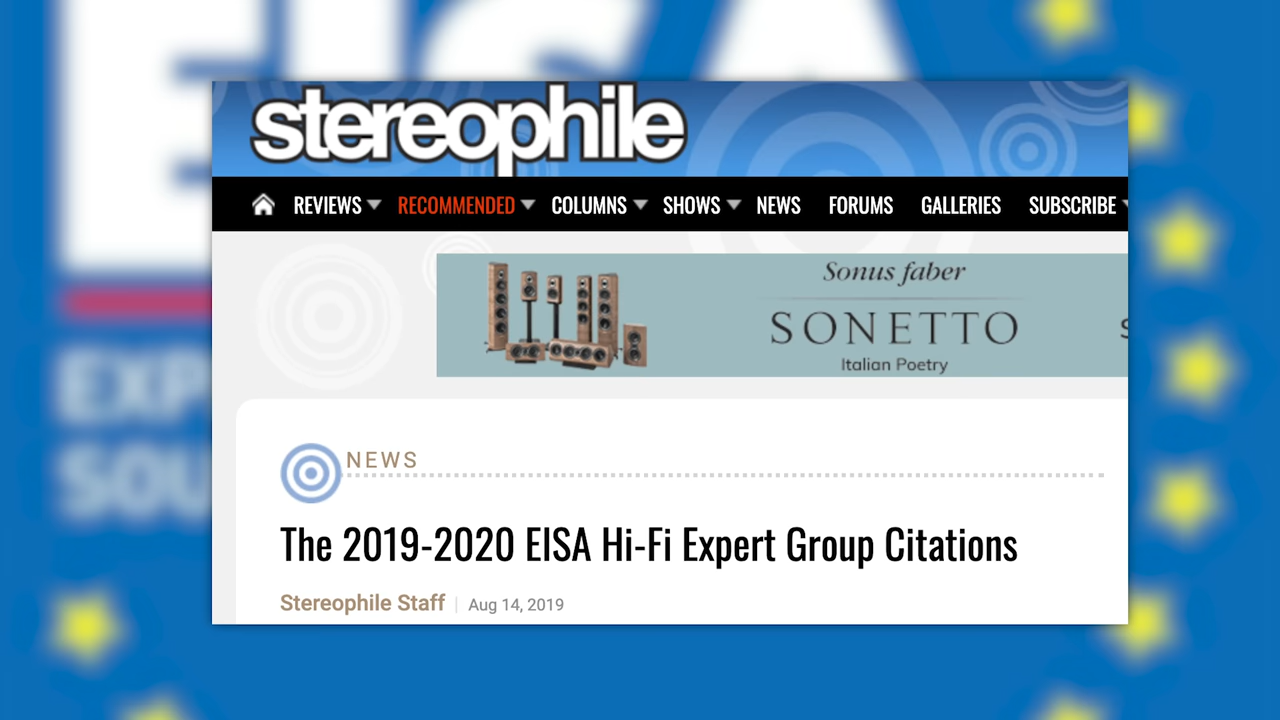 EISA
stereophile
REVIEWS RECOMMENDED COLUMNS SHOWS NEWS FORUMS GALLERIES SUBSCRIBE
Sonus faber
SONETTO
Italian Poetry
NEWS
The 2019-2020 EISA Hi-Fi Expert Group Citations
Stereophile Staff | Aug 14, 2019